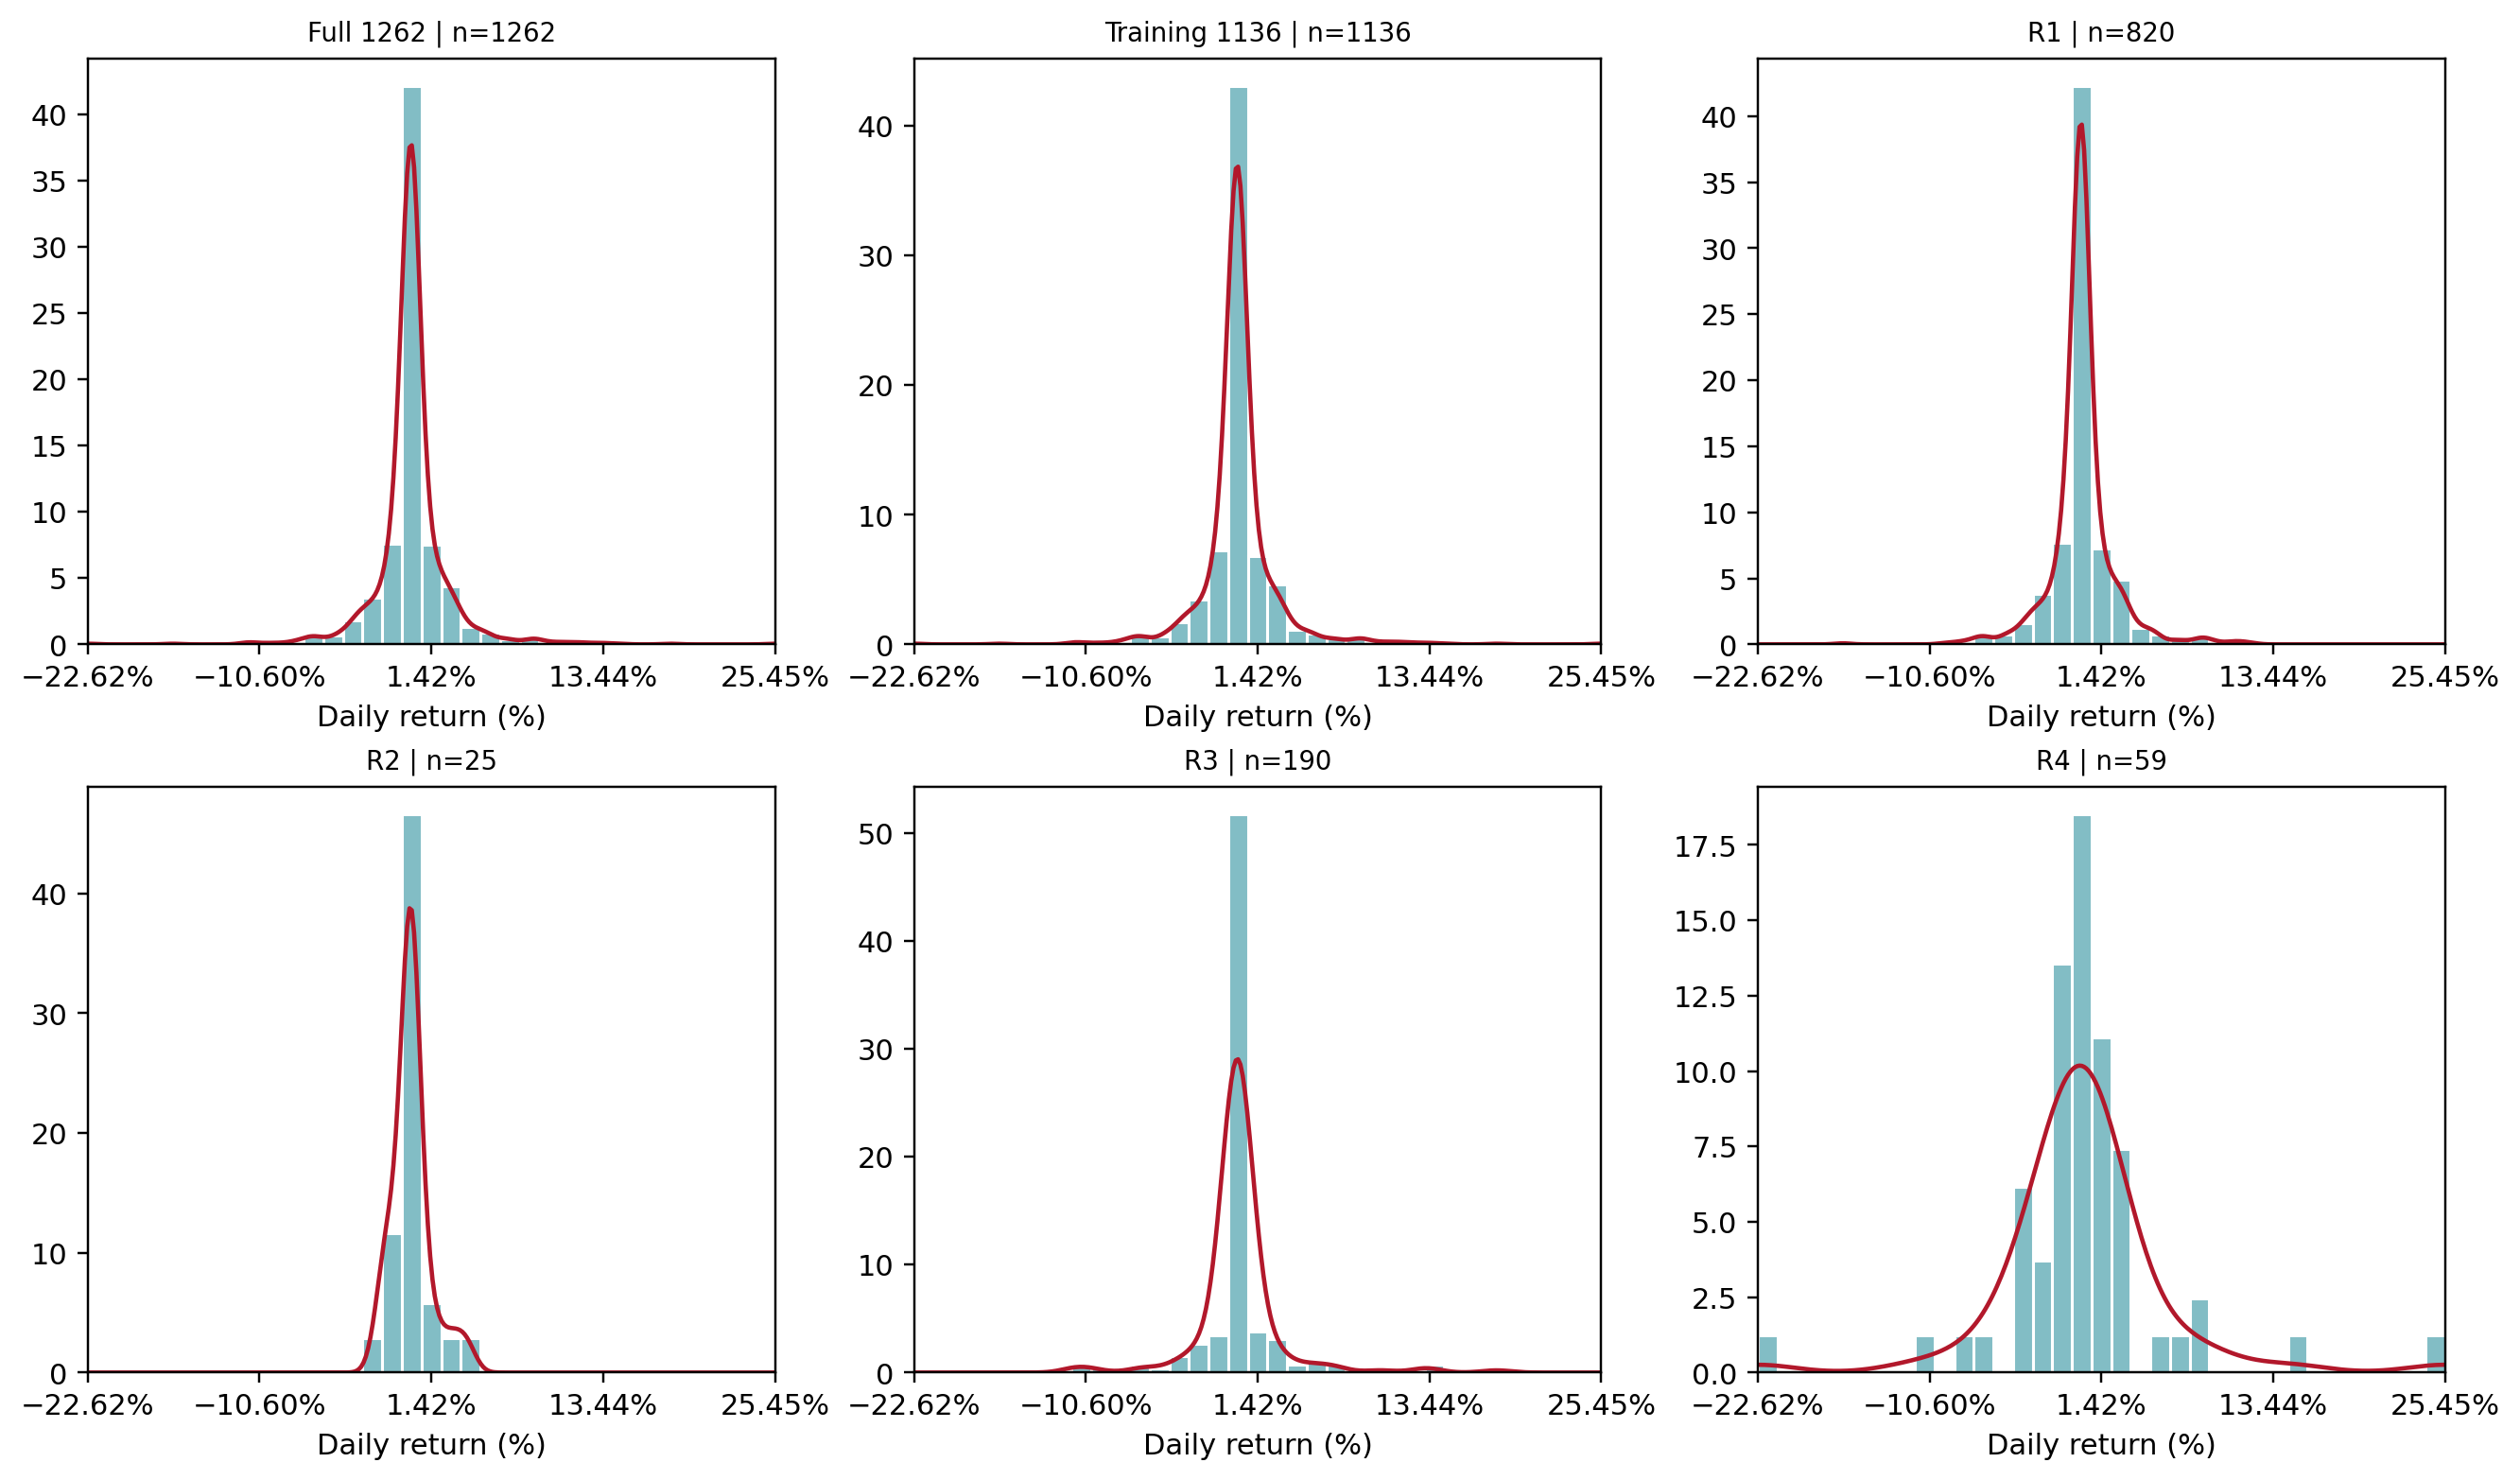 Full 1262 | n=1262
40
35
30
25
20
15
10
5
0
−22.62% −10.60% 1.42% 13.44% 25.45%
Daily return (%)
Training 1136 | n=1136
40
30
20
10
0
−22.62% −10.60% 1.42% 13.44% 25.45%
Daily return (%)
R1 | n=820
40
35
30
25
20
15
10
5
0
−22.62% −10.60% 1.42% 13.44% 25.45%
Daily return (%)
R2 | n=25
40
30
20
10
0
−22.62% −10.60% 1.42% 13.44% 25.45%
Daily return (%)
R3 | n=190
50
40
30
20
10
0
−22.62% −10.60% 1.42% 13.44% 25.45%
Daily return (%)
R4 | n=59
17.5
15.0
12.5
10.0
7.5
5.0
2.5
0.0
−22.62% −10.60% 1.42% 13.44% 25.45%
Daily return (%)